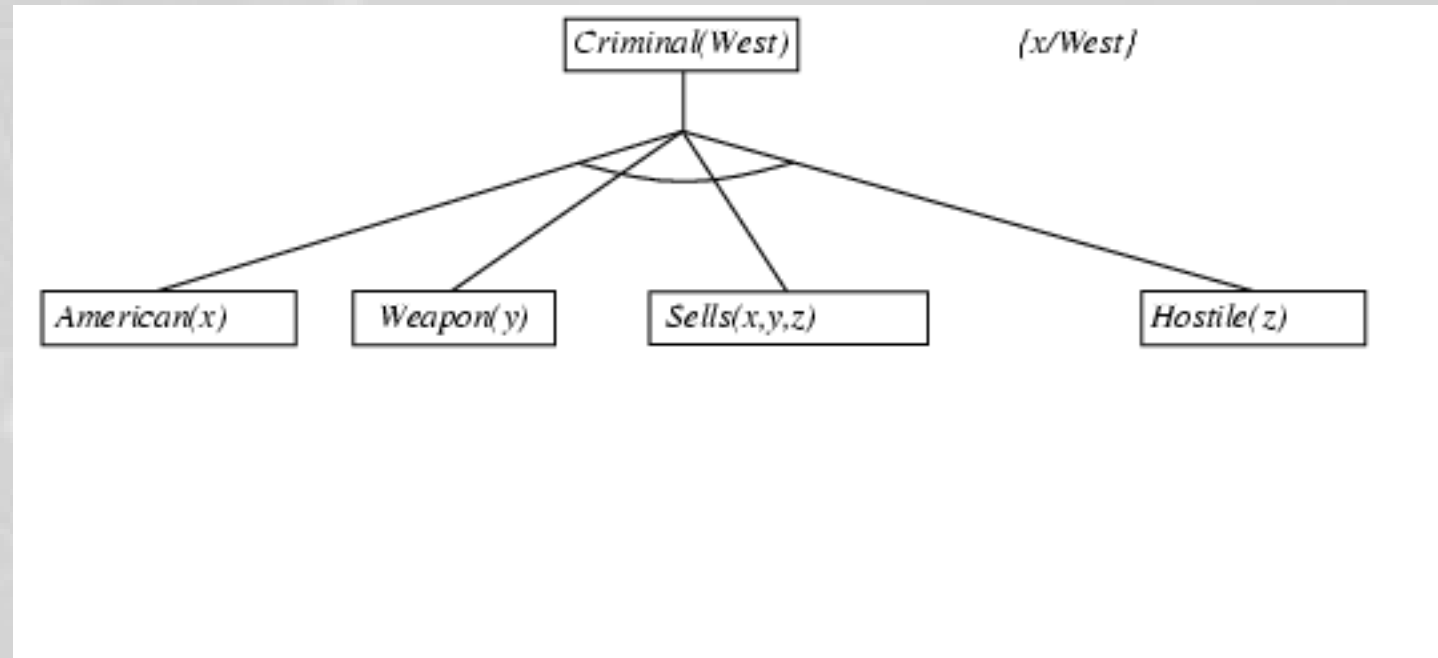 Criminal(West) {x/West}
American(x) Weapon(y) Sells(x,y,z) Hostile(z)